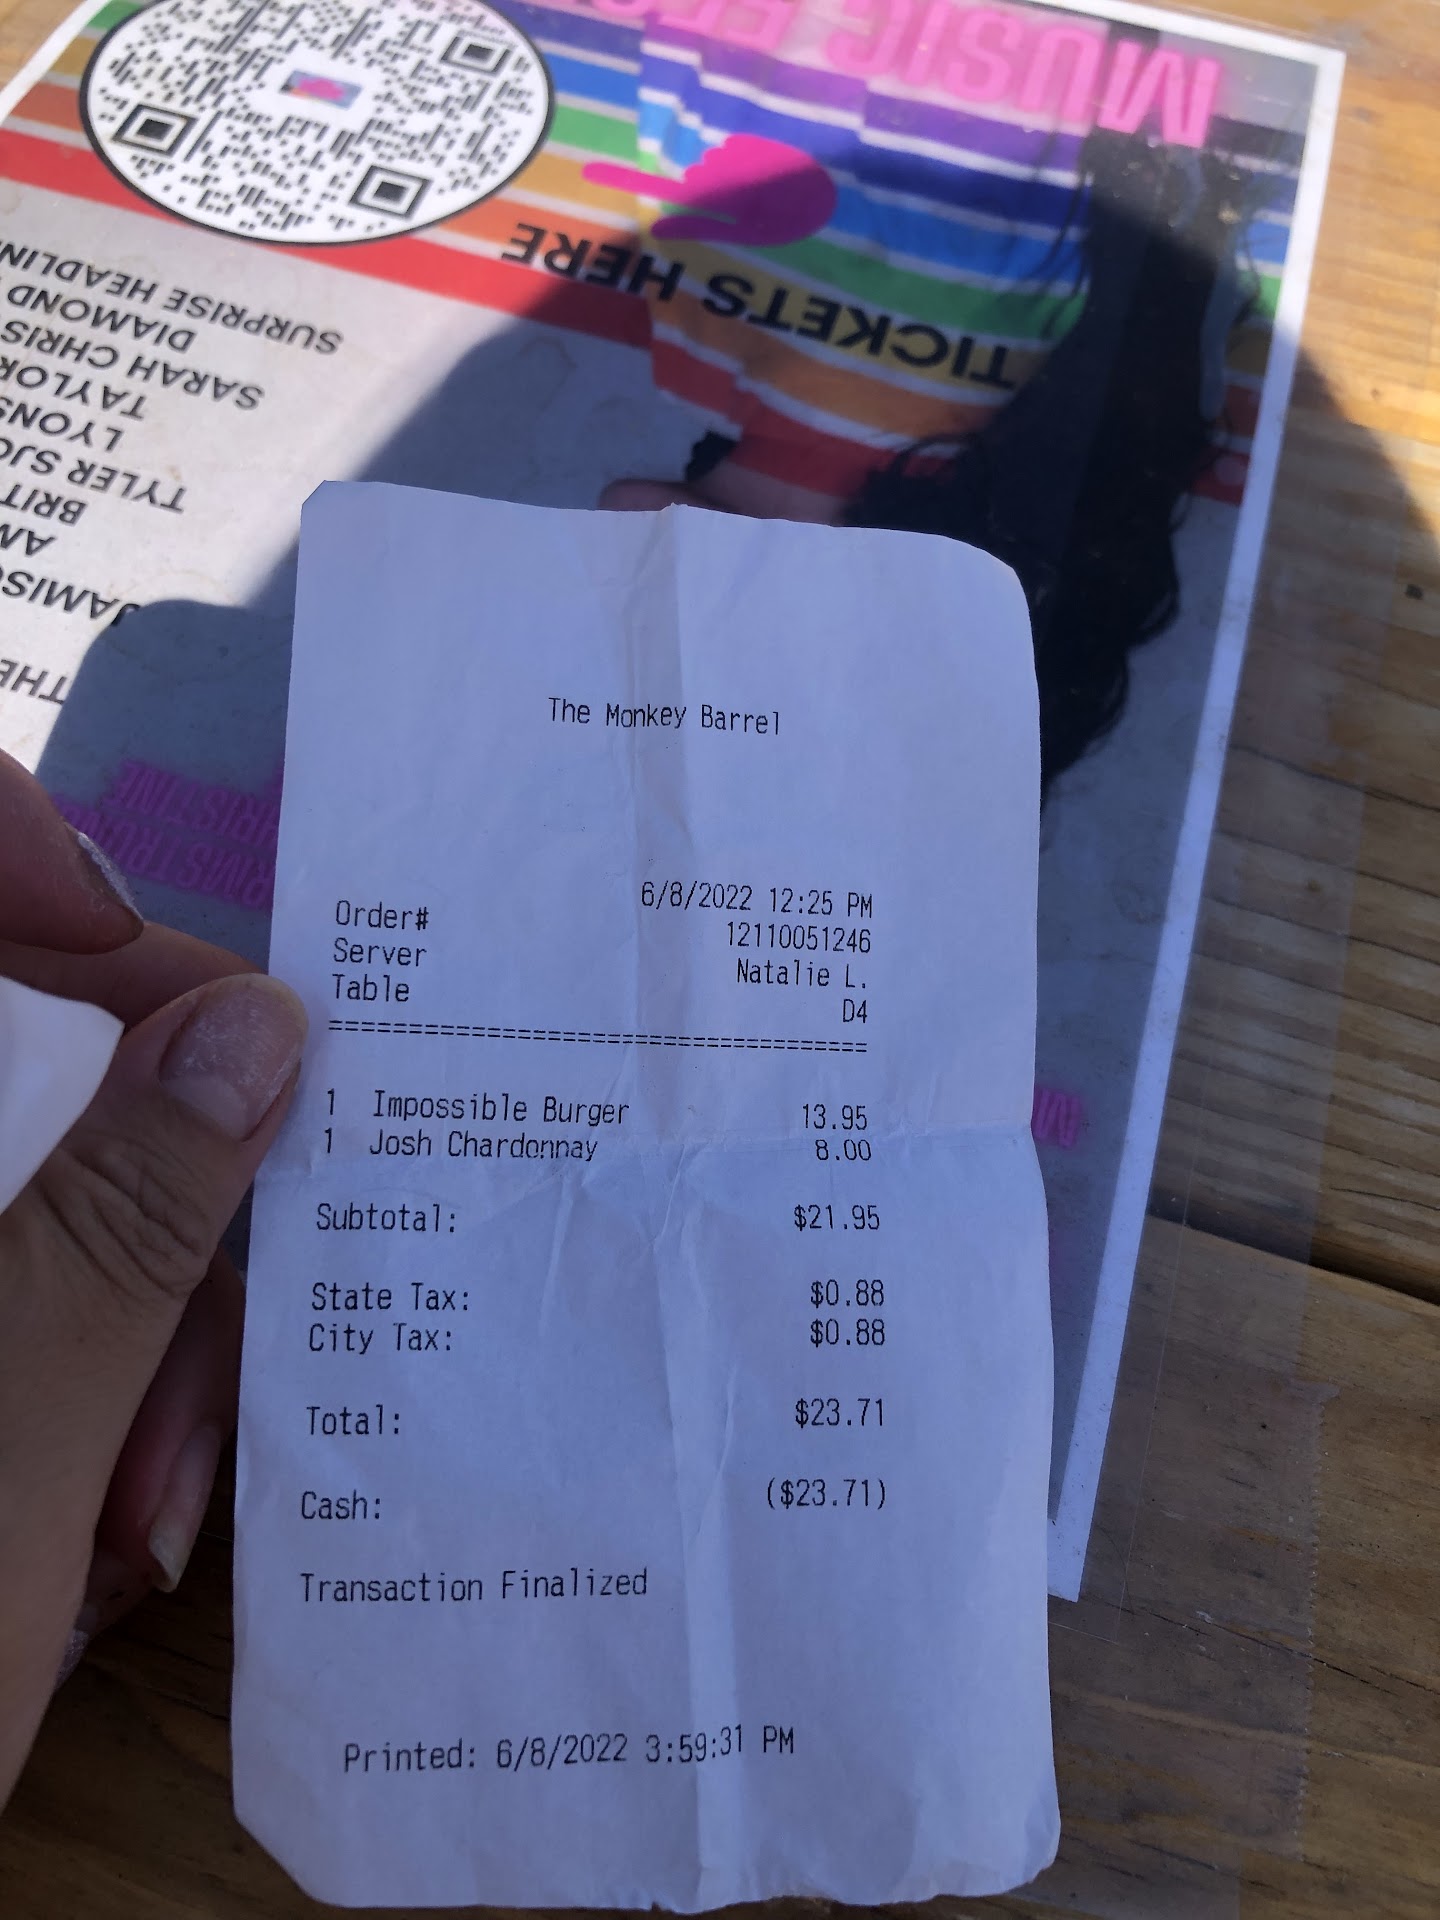 MUSIC
TICKETS HERE
SURPRISE
DIAMOND
SARAH CHRIS
TAYLOR
LYONS
TYLER
BRIT
THE
The Monkey Barrel
6/8/2022 12:25 PM
Order# 12110051246
Server Natalie L.
Table D4
========================================
1 Impossible Burger 13.95
1 Josh Chardonnay 8.00
Subtotal: $21.95
State Tax: $0.88
City Tax: $0.88
Total: $23.71
Cash: ($23.71)
Transaction Finalized
Printed: 6/8/2022 3:59:31 PM